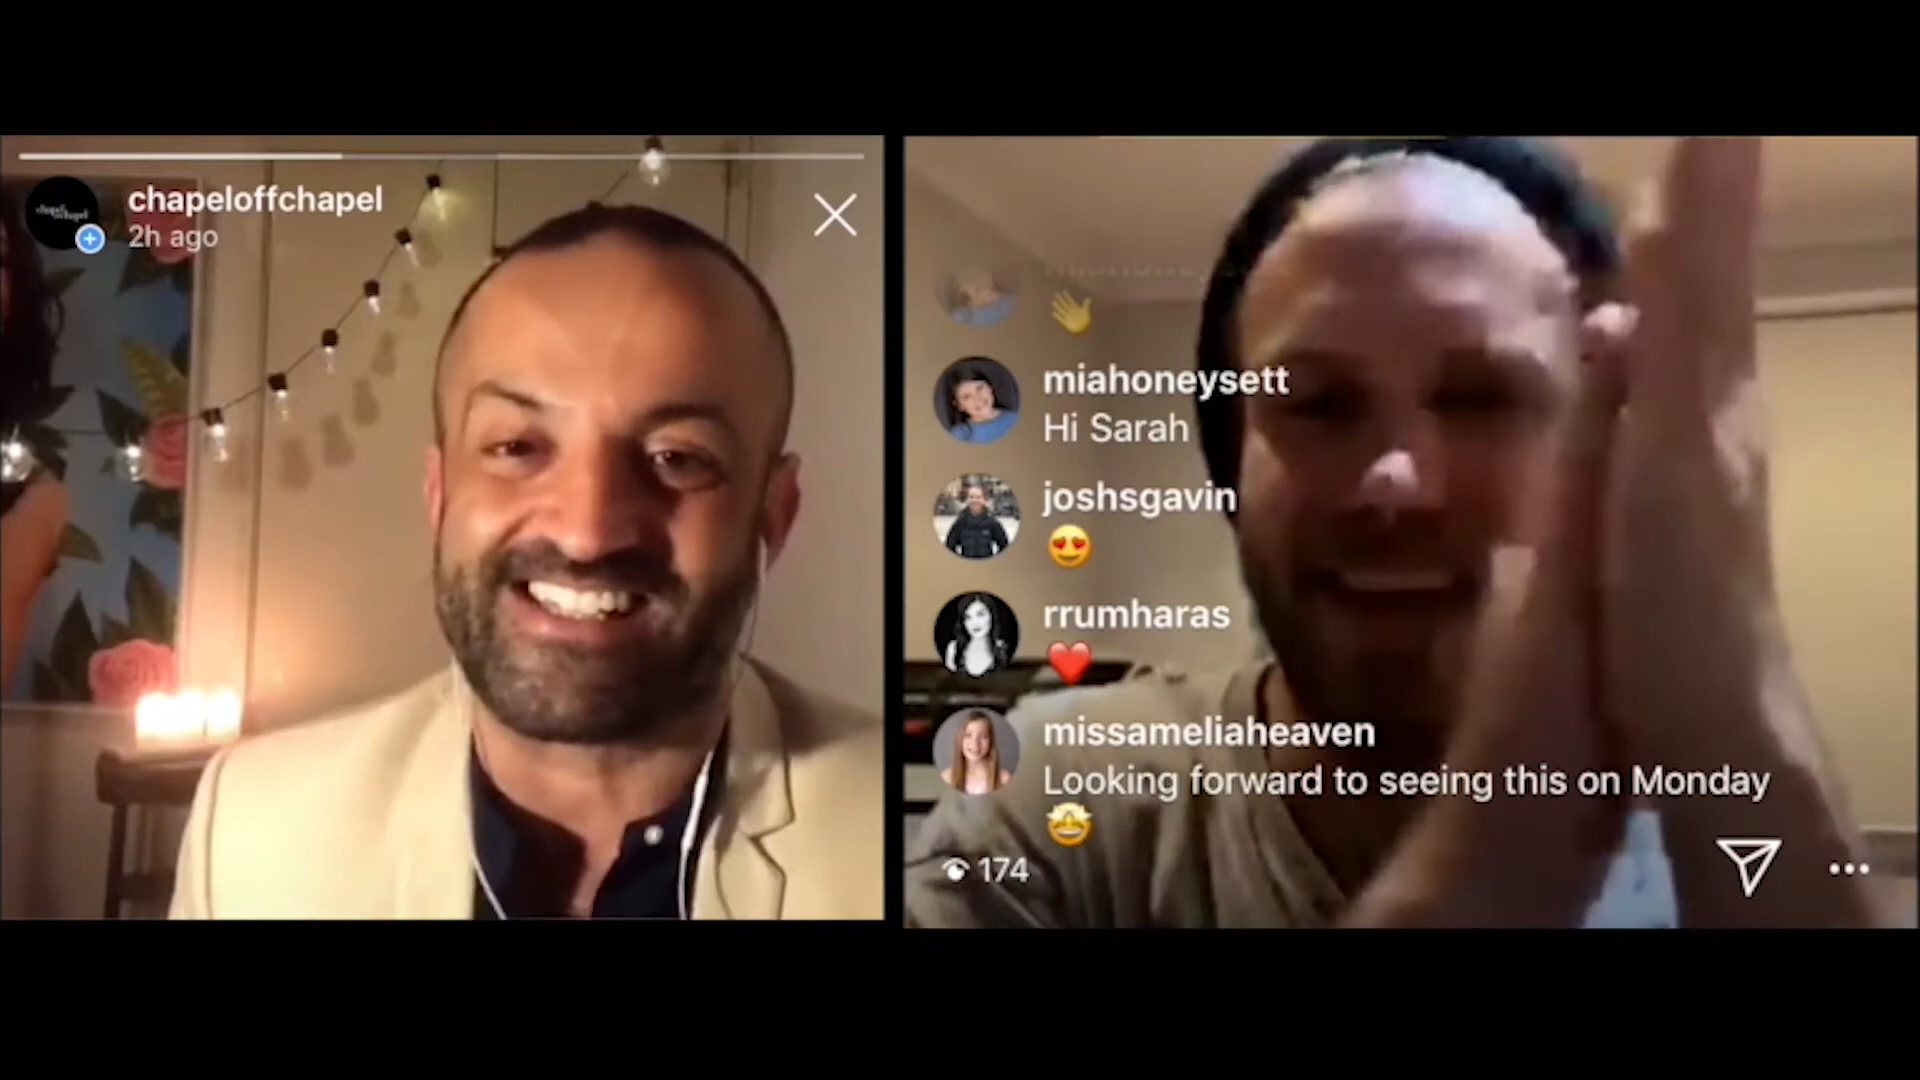 chapeloffchapel
2h ago
👋
miahoneysett
Hi Sarah
joshsgavin
😍
rrumharas
❤️
missameliaheaven
Looking forward to seeing this on Monday
🤩
174